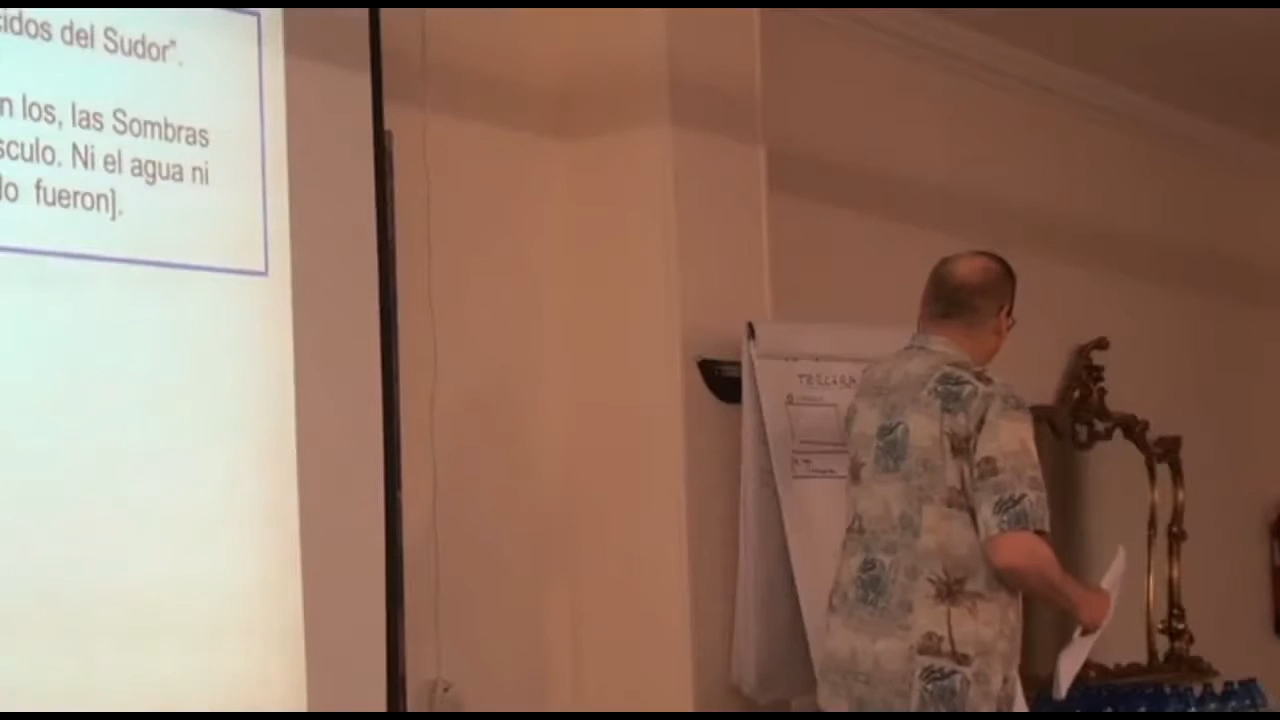 cidos del Sudor".
n los, las Sombras
sculo. Ni el agua ni
lo fueron].
TERCERA